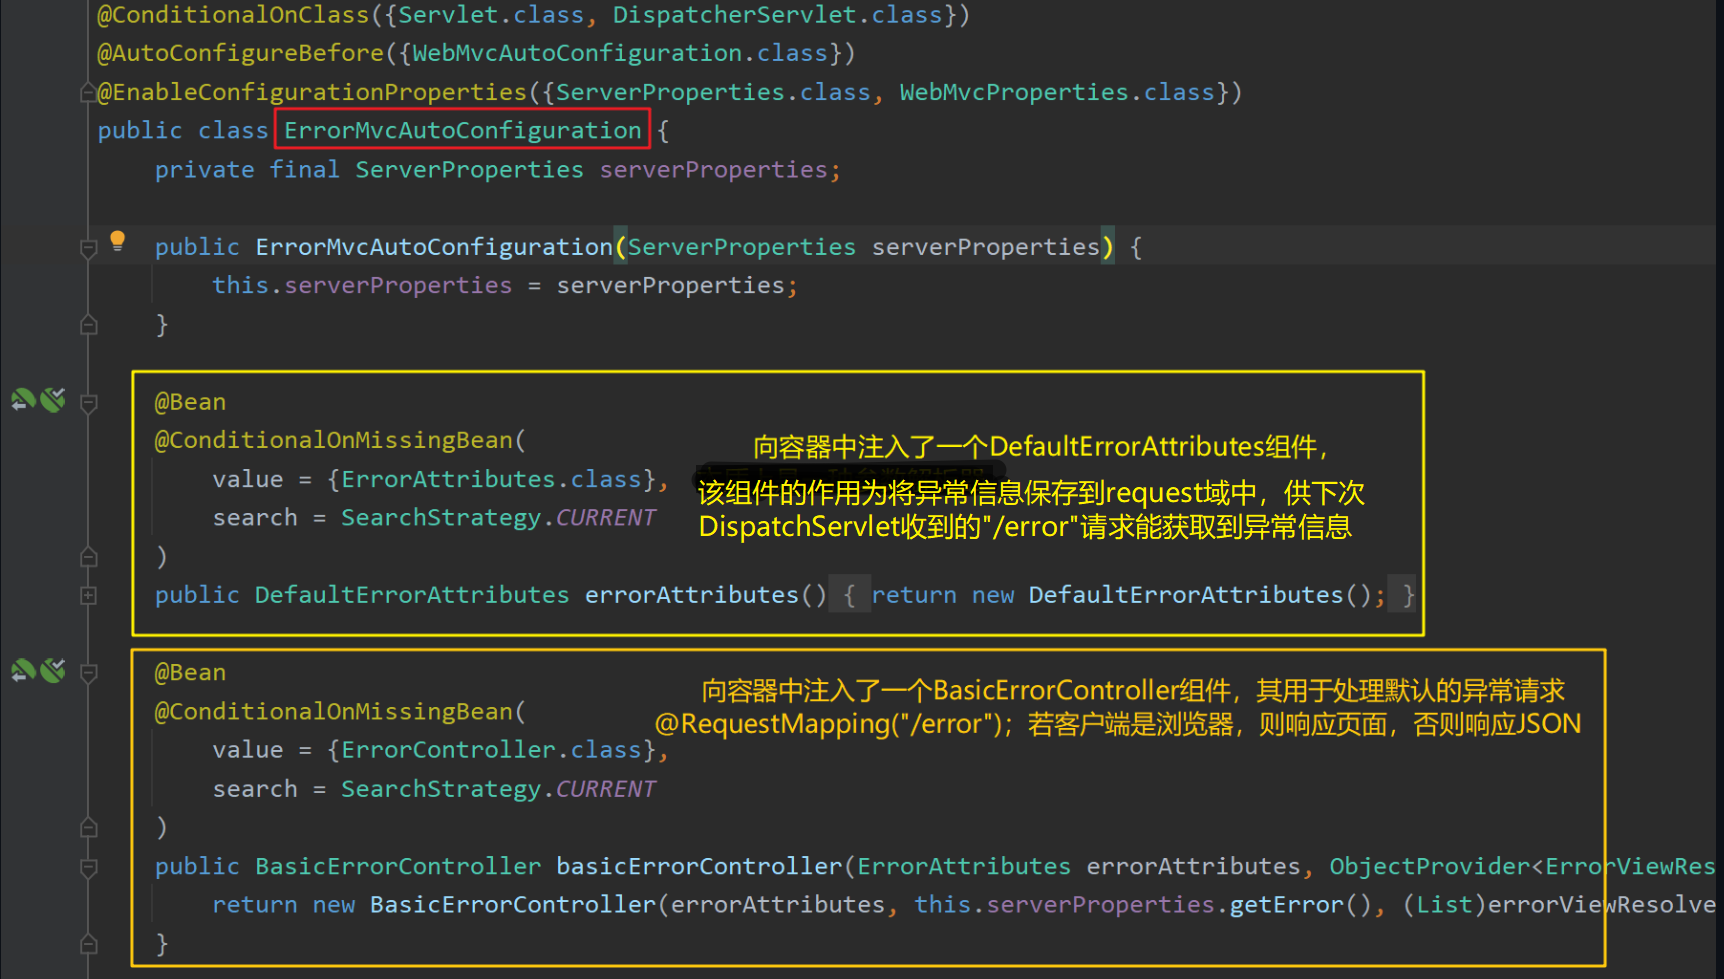 @ConditionalOnClass({Servlet.class, DispatcherServlet.class})
@AutoConfigureBefore({WebMvcAutoConfiguration.class})
@EnableConfigurationProperties({ServerProperties.class, WebMvcProperties.class})
public class ErrorMvcAutoConfiguration {
private final ServerProperties serverProperties;
public ErrorMvcAutoConfiguration(ServerProperties serverProperties) {
this.serverProperties = serverProperties;
}
@Bean
@ConditionalOnMissingBean(
value = {ErrorAttributes.class},
search = SearchStrategy.CURRENT
)
向容器中注入了一个DefaultErrorAttributes组件，
该组件的作用为将异常信息保存到request域中，供下次
DispatchServlet收到的"/error"请求能获取到异常信息
public DefaultErrorAttributes errorAttributes() { return new DefaultErrorAttributes(); }
@Bean
@ConditionalOnMissingBean(
value = {ErrorController.class},
search = SearchStrategy.CURRENT
)
向容器中注入了一个BasicErrorController组件，其用于处理默认的异常请求
@RequestMapping("/error")；若客户端是浏览器，则响应页面，否则响应JSON
public BasicErrorController basicErrorController(ErrorAttributes errorAttributes, ObjectProvider<ErrorViewRes
return new BasicErrorController(errorAttributes, this.serverProperties.getError(), (List)errorViewResolve
}